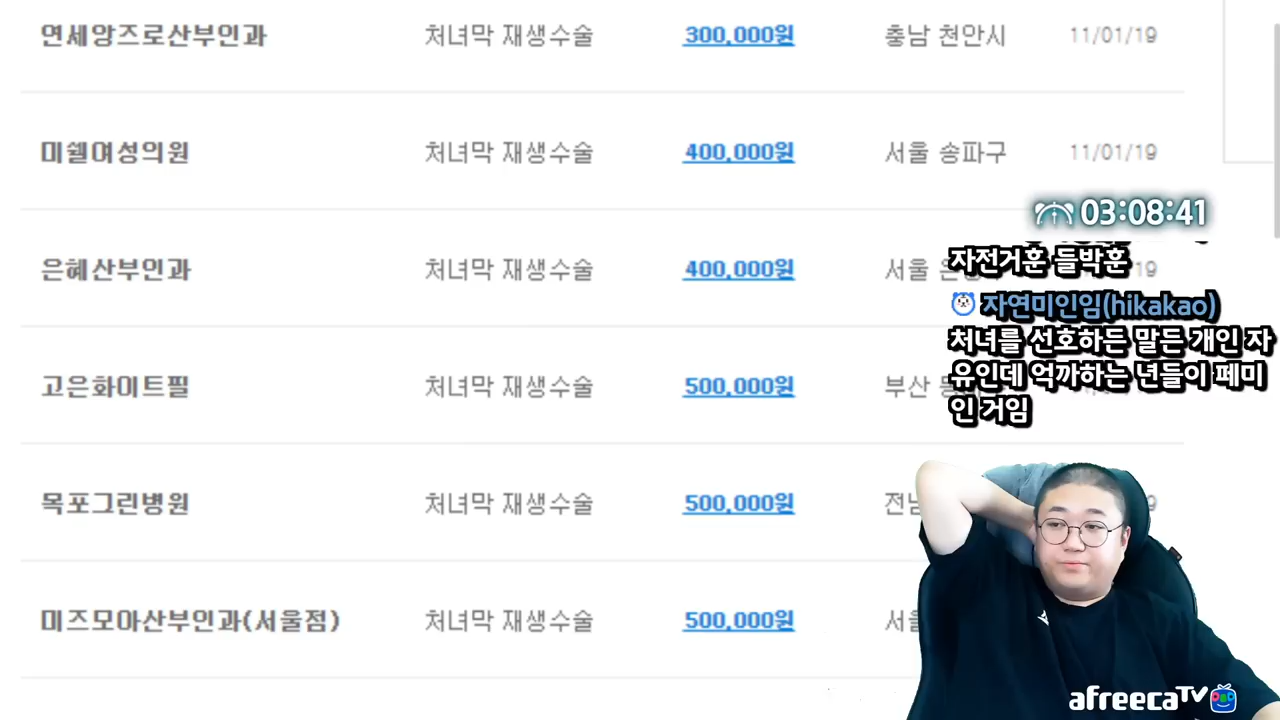 연세앙즈로산부인과 처녀막 재생수술 300,000원 충남 천안시 11/01/19
미쉘여성의원 처녀막 재생수술 400,000원 서울 송파구 11/01/19
03:08:41
은혜산부인과 처녀막 재생수술 400,000원 서울
자전거훈 들박훈
자연미인임(hikakao)
처녀를 선호하든 말든 개인 자
유인데 억까하는 년들이 페미
인 거임
고은화이트필 처녀막 재생수술 500,000원 부산
목포그린병원 처녀막 재생수술 500,000원
미즈모아산부인과(서울점) 처녀막 재생수술 500,000원
afreecaTV